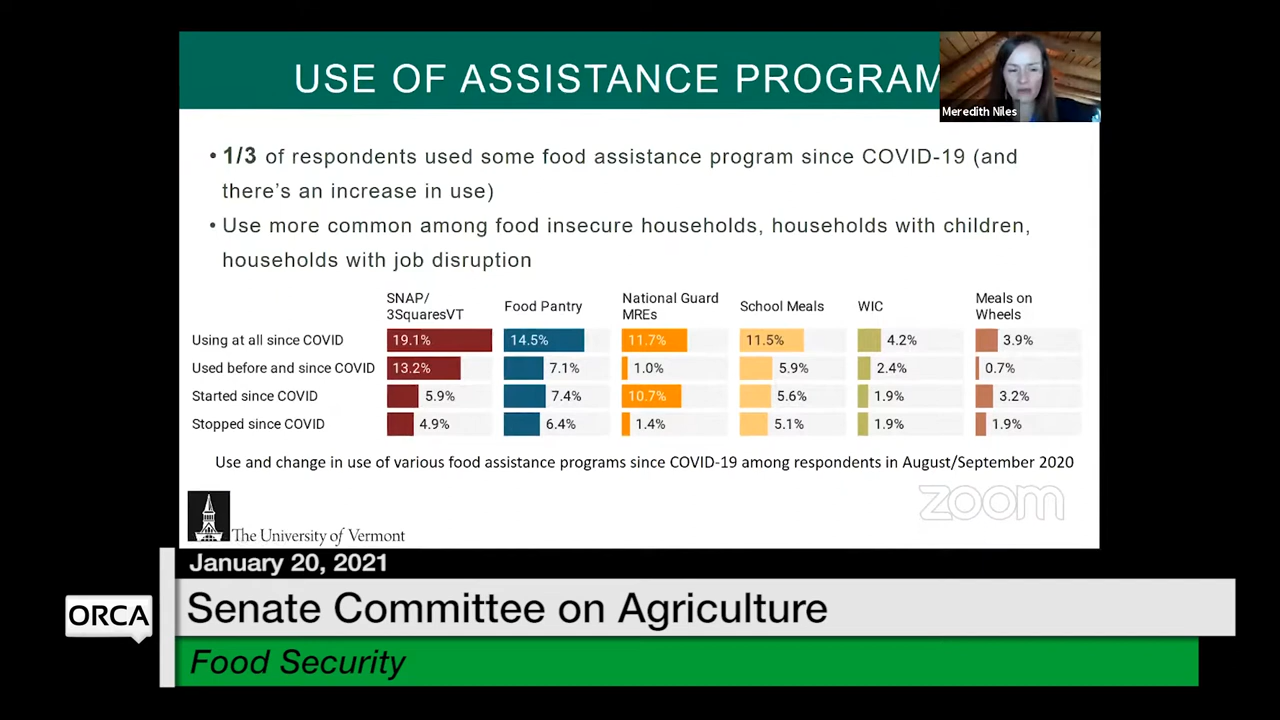 USE OF ASSISTANCE PROGRAM
Meredith Niles
• 1/3 of respondents used some food assistance program since COVID-19 (and
there's an increase in use)
• Use more common among food insecure households, households with children,
households with job disruption
SNAP/
3SquaresVT
Food Pantry
National Guard
MREs
School Meals
WIC
Meals on
Wheels
Using at all since COVID 19.1% 14.5% 11.7% 11.5% 4.2% 3.9%
Used before and since COVID 13.2% 7.1% 1.0% 5.9% 2.4% 0.7%
Started since COVID 5.9% 7.4% 10.7% 5.6% 1.9% 3.2%
Stopped since COVID 4.9% 6.4% 1.4% 5.1% 1.9% 1.9%
Use and change in use of various food assistance programs since COVID-19 among respondents in August/September 2020
zoom
The University of Vermont
January 20, 2021
ORCA
Senate Committee on Agriculture
Food Security